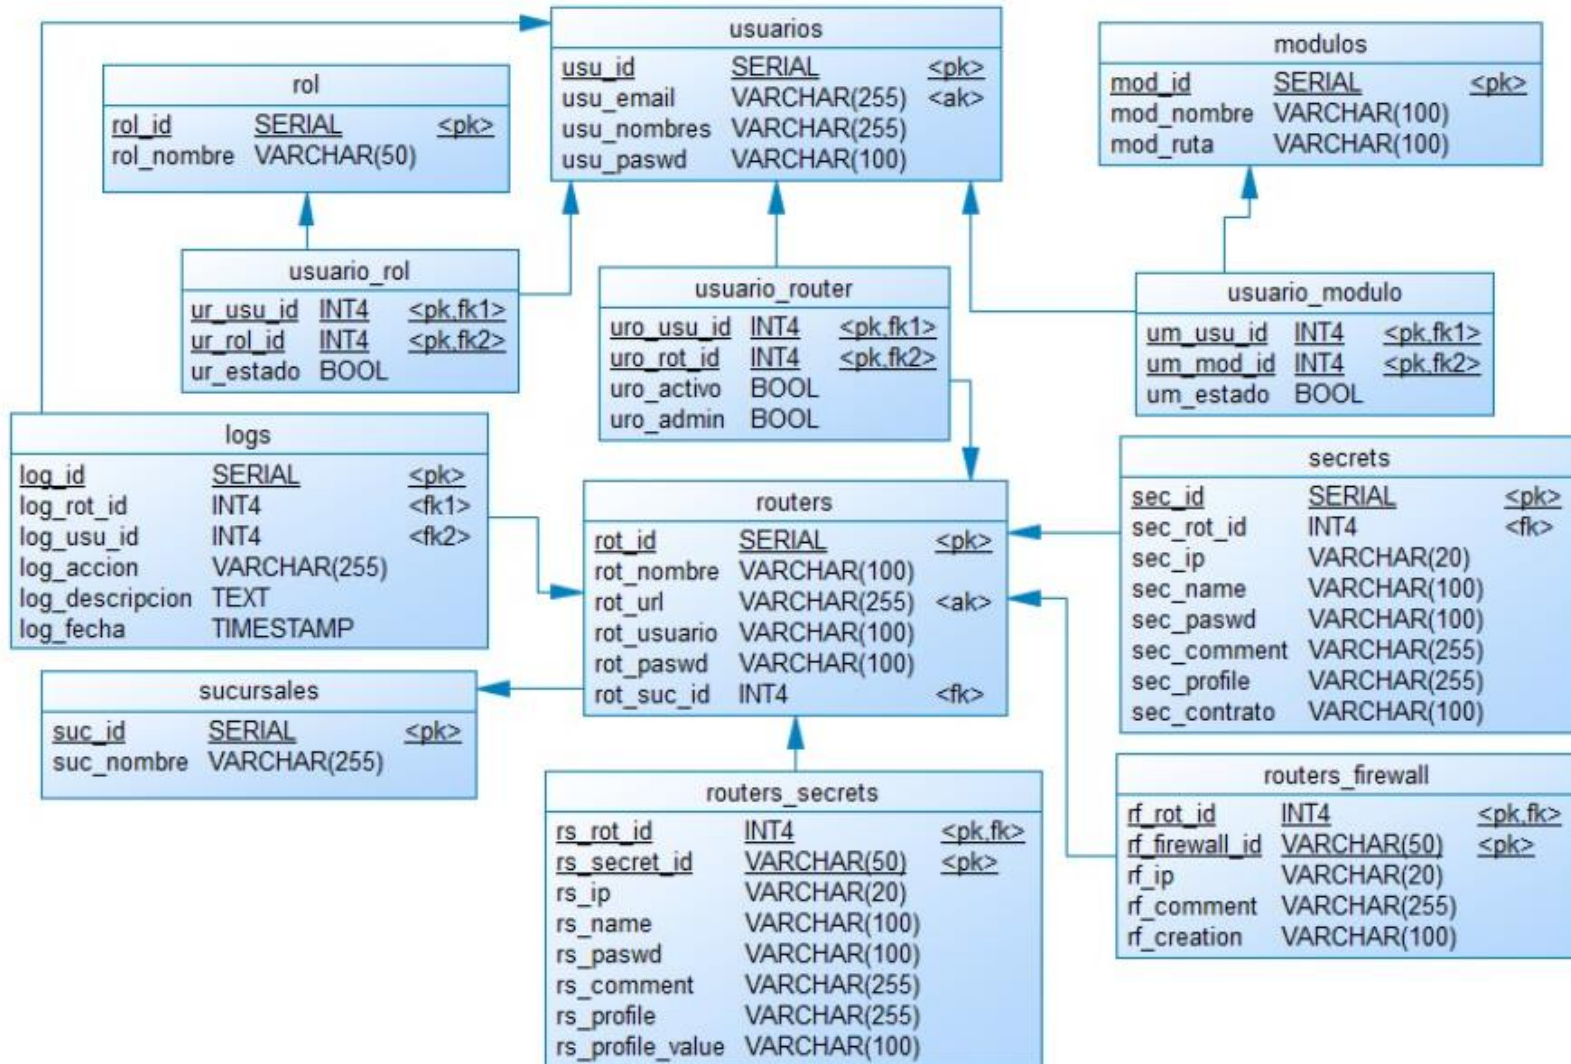 usuarios
usu_id SERIAL <pk>
usu_email VARCHAR(255) <ak>
usu_nombres VARCHAR(255)
usu_paswd VARCHAR(100)
modulos
mod_id SERIAL <pk>
mod_nombre VARCHAR(100)
mod_ruta VARCHAR(100)
rol
rol_id SERIAL <pk>
rol_nombre VARCHAR(50)
usuario_rol
ur_usu_id INT4 <pk,fk1>
ur_rol_id INT4 <pk,fk2>
ur_estado BOOL
usuario_router
uro_usu_id INT4 <pk,fk1>
uro_rot_id INT4 <pk,fk2>
uro_activo BOOL
uro_admin BOOL
usuario_modulo
um_usu_id INT4 <pk,fk1>
um_mod_id INT4 <pk,fk2>
um_estado BOOL
logs
log_id SERIAL <pk>
log_rot_id INT4 <fk1>
log_usu_id INT4 <fk2>
log_accion VARCHAR(255)
log_descripcion TEXT
log_fecha TIMESTAMP
routers
rot_id SERIAL <pk>
rot_nombre VARCHAR(100)
rot_url VARCHAR(255) <ak>
rot_usuario VARCHAR(100)
rot_paswd VARCHAR(100)
rot_suc_id INT4 <fk>
secrets
sec_id SERIAL <pk>
sec_rot_id INT4 <fk>
sec_ip VARCHAR(20)
sec_name VARCHAR(100)
sec_paswd VARCHAR(100)
sec_comment VARCHAR(255)
sec_profile VARCHAR(255)
sec_contrato VARCHAR(100)
sucursales
suc_id SERIAL <pk>
suc_nombre VARCHAR(255)
routers_secrets
rs_rot_id INT4 <pk,fk>
rs_secret_id VARCHAR(50) <pk>
rs_ip VARCHAR(20)
rs_name VARCHAR(100)
rs_paswd VARCHAR(100)
rs_comment VARCHAR(255)
rs_profile VARCHAR(255)
rs_profile_value VARCHAR(100)
routers_firewall
rf_rot_id INT4 <pk,fk>
rf_firewall_id VARCHAR(50) <pk>
rf_ip VARCHAR(20)
rf_comment VARCHAR(255)
rf_creation VARCHAR(100)